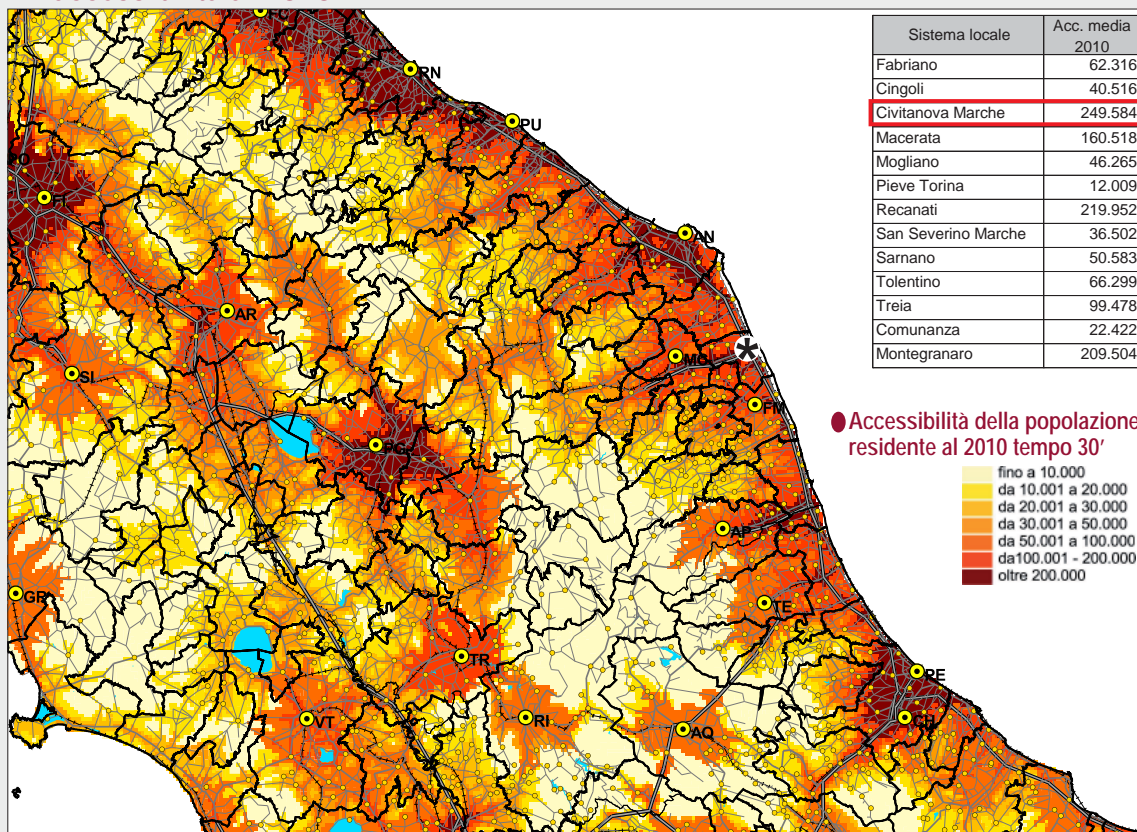 Sistema locale
Acc. media
2010
Fabriano 62.316
Cingoli 40.516
Civitanova Marche 249.584
Macerata 160.518
Mogliano 46.265
Pieve Torina 12.009
Recanati 219.952
San Severino Marche 36.502
Sarnano 50.583
Tolentino 66.299
Treia 99.478
Comunanza 22.422
Montegranaro 209.504
Accessibilità della popolazione
residente al 2010 tempo 30'
fino a 10.000
da 10.001 a 20.000
da 20.001 a 30.000
da 30.001 a 50.000
da 50.001 a 100.000
da100.001 - 200.000
oltre 200.000
RN
PU
AN
FI
AR
SI
MC
*
FM
PG
AP
GR
TE
TR
PE
VT
RI
AQ
CH